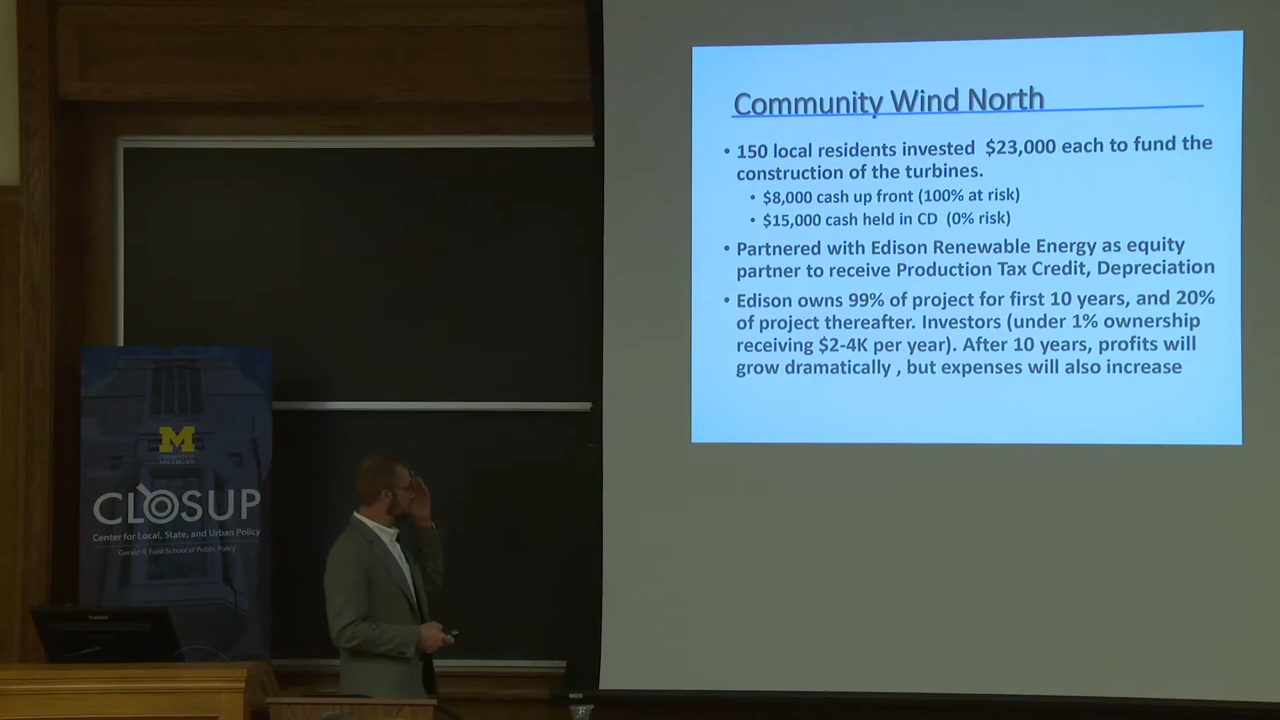 Community Wind North
• 150 local residents invested $23,000 each to fund the
construction of the turbines.
• $8,000 cash up front (100% at risk)
• $15,000 cash held in CD (0% risk)
• Partnered with Edison Renewable Energy as equity
partner to receive Production Tax Credit, Depreciation
• Edison owns 99% of project for first 10 years, and 20%
of project thereafter. Investors (under 1% ownership
receiving $2-4K per year). After 10 years, profits will
grow dramatically , but expenses will also increase
M
UNIVERSITY OF
MICHIGAN
CLOSUP
Center for Local, State, and Urban Policy
Gerald R. Ford School of Public Policy